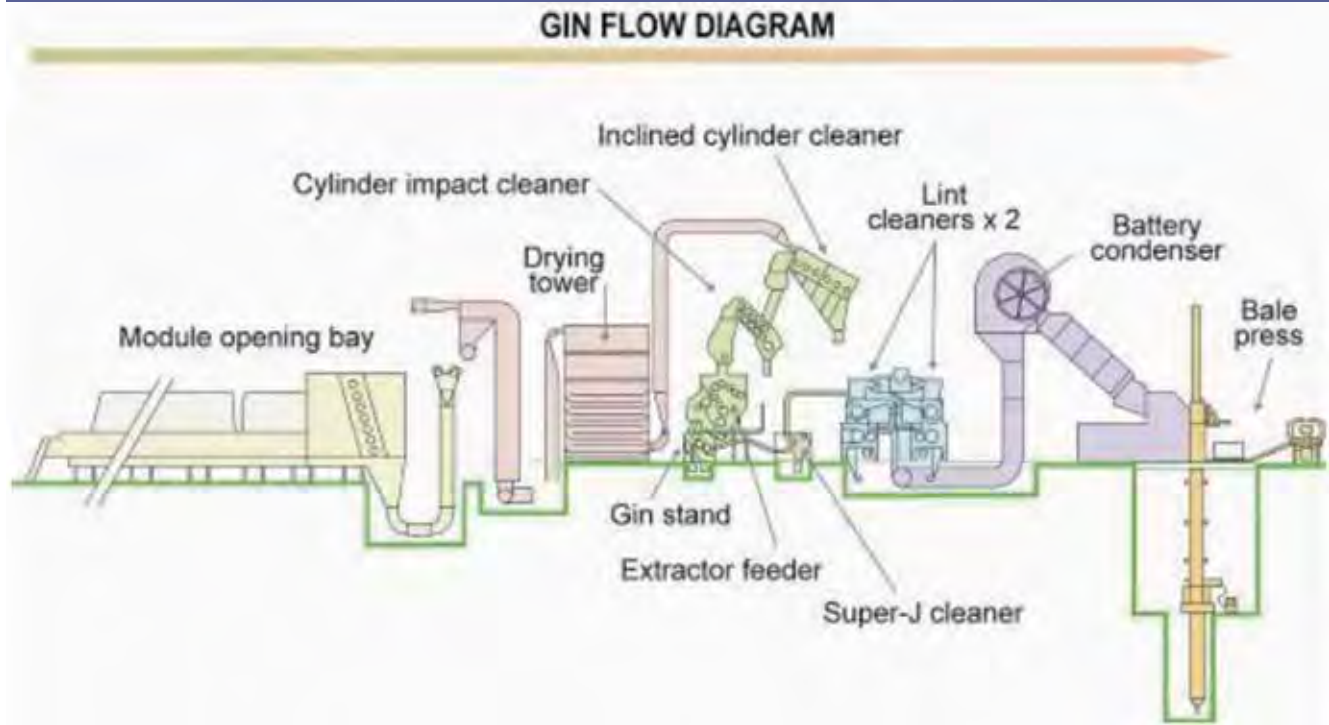 GIN FLOW DIAGRAM
Inclined cylinder cleaner
Cylinder impact cleaner
Lint
cleaners x 2
Battery
condenser
Drying
tower
Module opening bay
Bale
press
Gin stand
Extractor feeder
Super-J cleaner